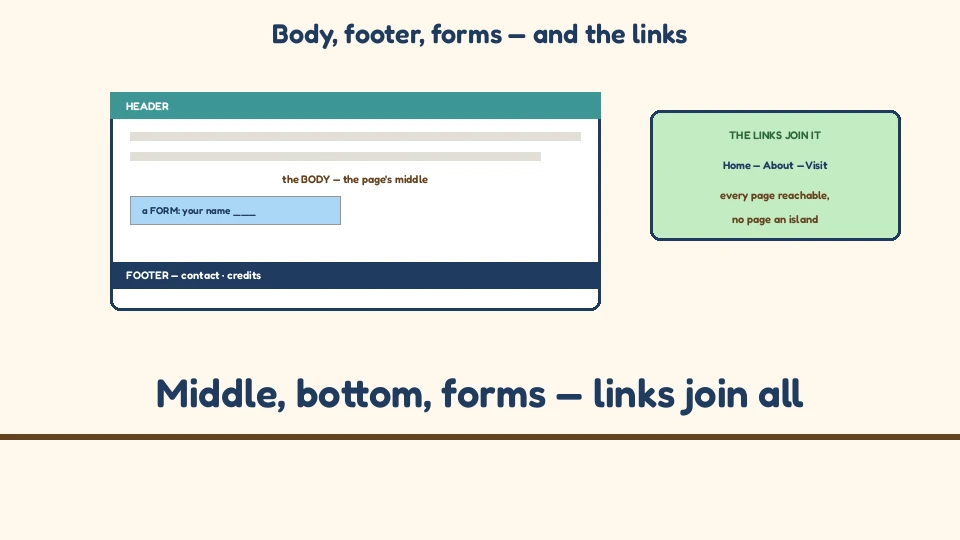 Body, footer, forms — and the links
HEADER
the BODY — the page's middle
a FORM: your name ____
FOOTER — contact · credits
THE LINKS JOIN IT
Home — About — Visit
every page reachable,
no page an island
Middle, bottom, forms — links join all